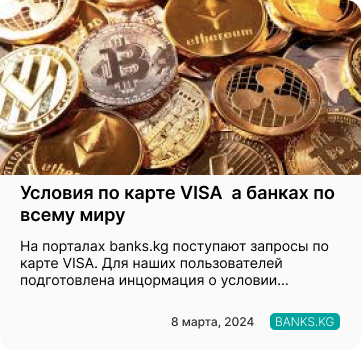 ethereum
Условия по карте VISA  а банках по
всему миру
На порталах banks.kg поступают запросы по
карте VISA. Для наших пользователей
подготовлена инцормация о условии...
8 марта, 2024 BANKS.KG